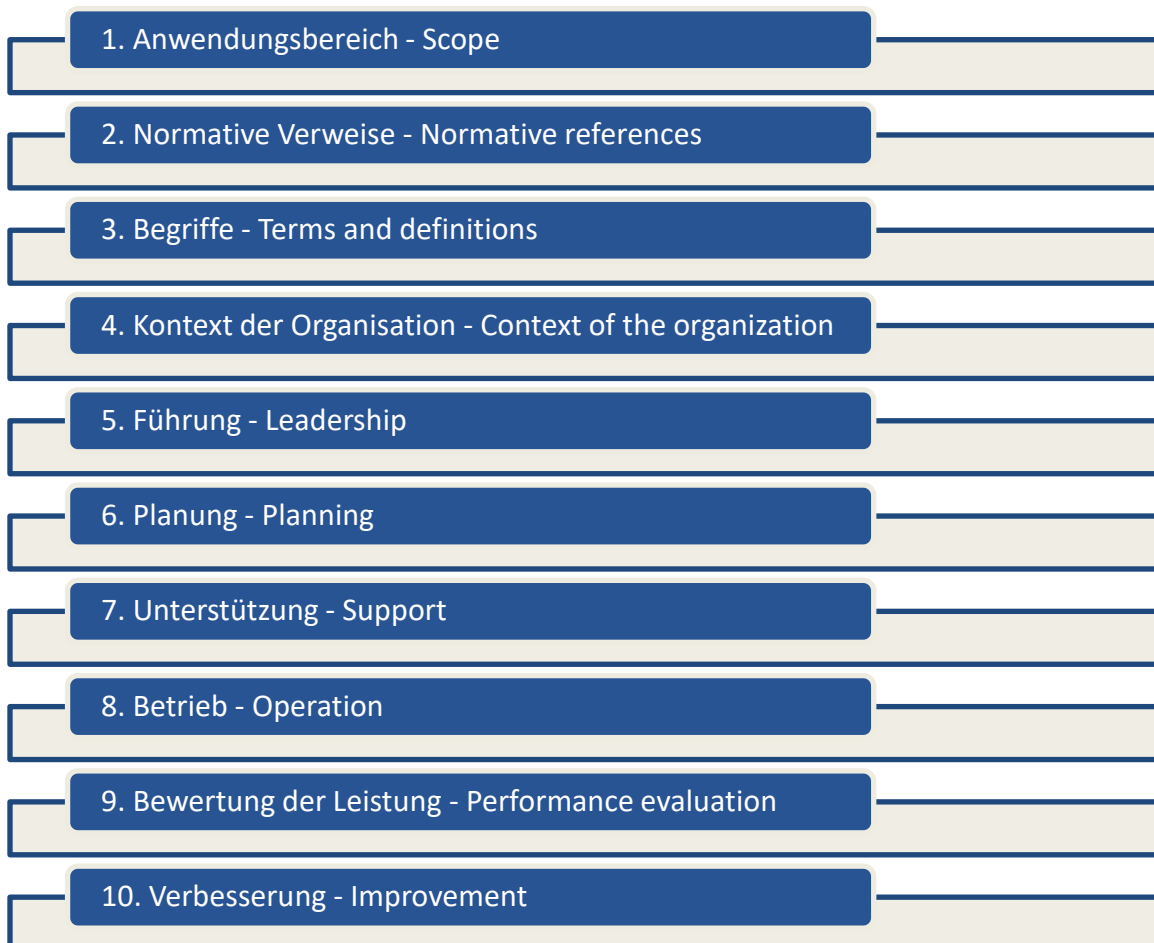 1. Anwendungsbereich - Scope
2. Normative Verweise - Normative references
3. Begriffe - Terms and definitions
4. Kontext der Organisation - Context of the organization
5. Führung - Leadership
6. Planung - Planning
7. Unterstützung - Support
8. Betrieb - Operation
9. Bewertung der Leistung - Performance evaluation
10. Verbesserung - Improvement